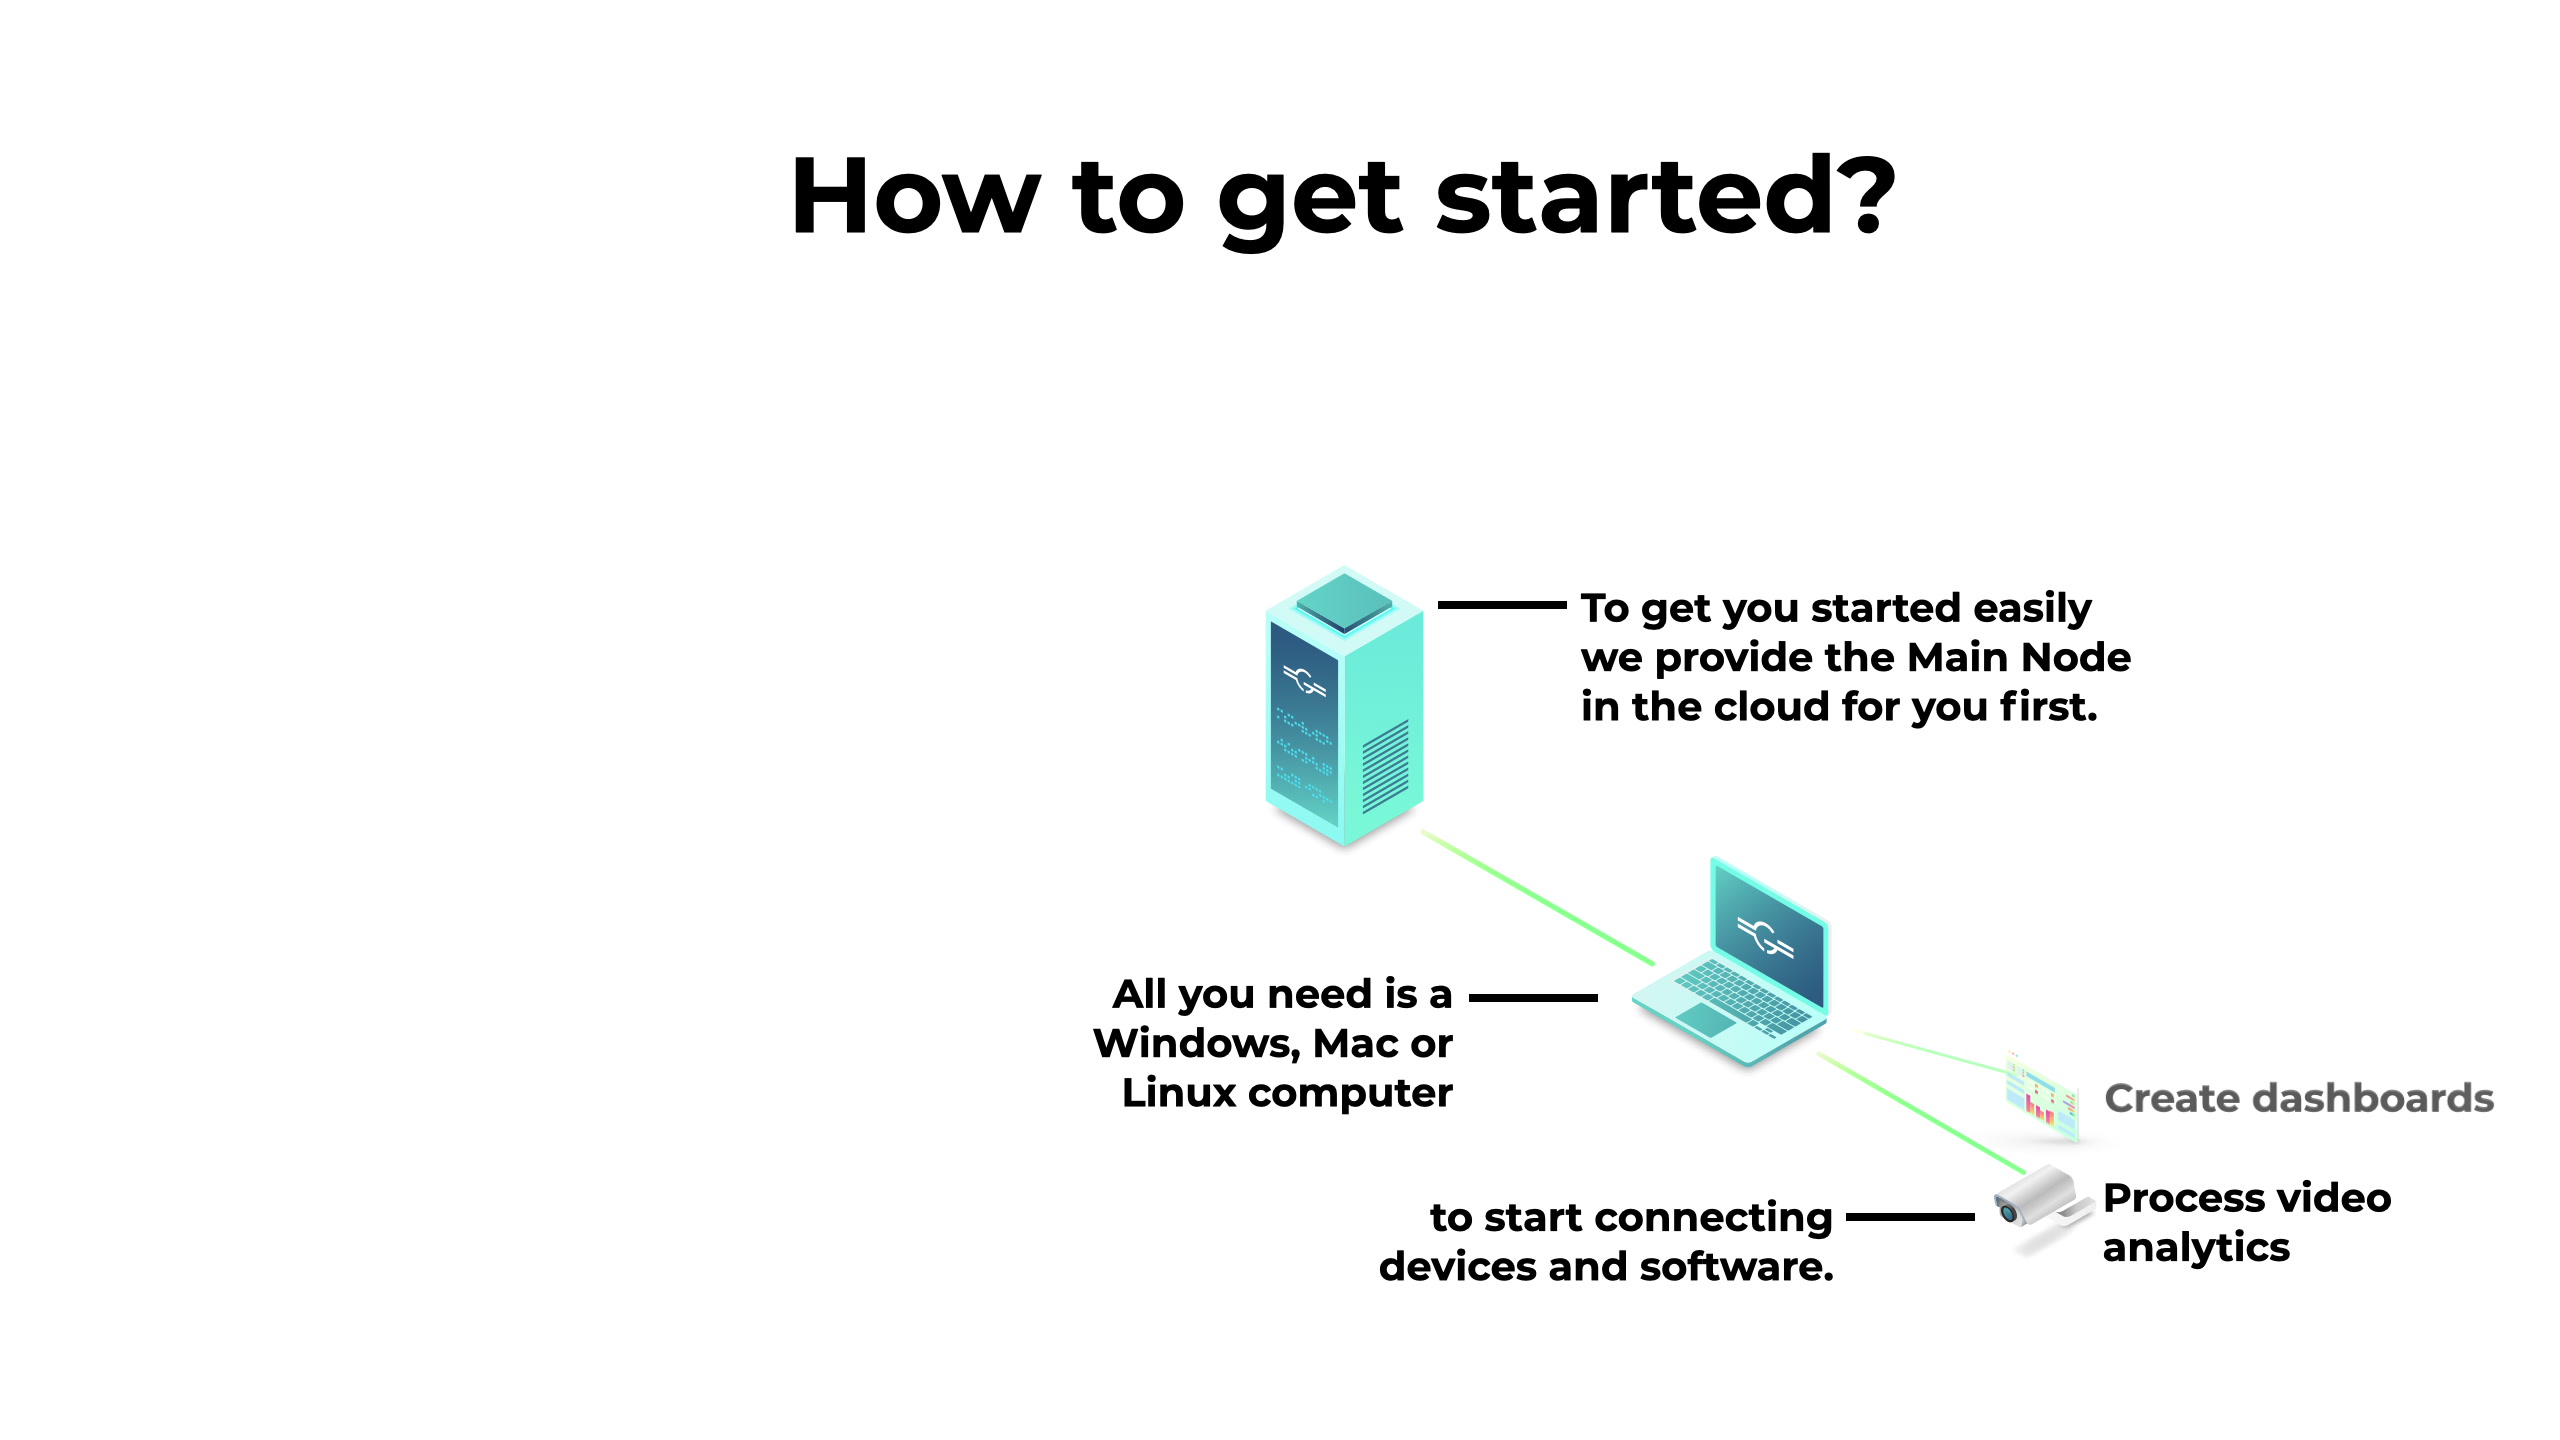 How to get started?
To get you started easily
we provide the Main Node
in the cloud for you first.
All you need is a
Windows, Mac or
Linux computer
Create dashboards
to start connecting
devices and software.
Process video
analytics